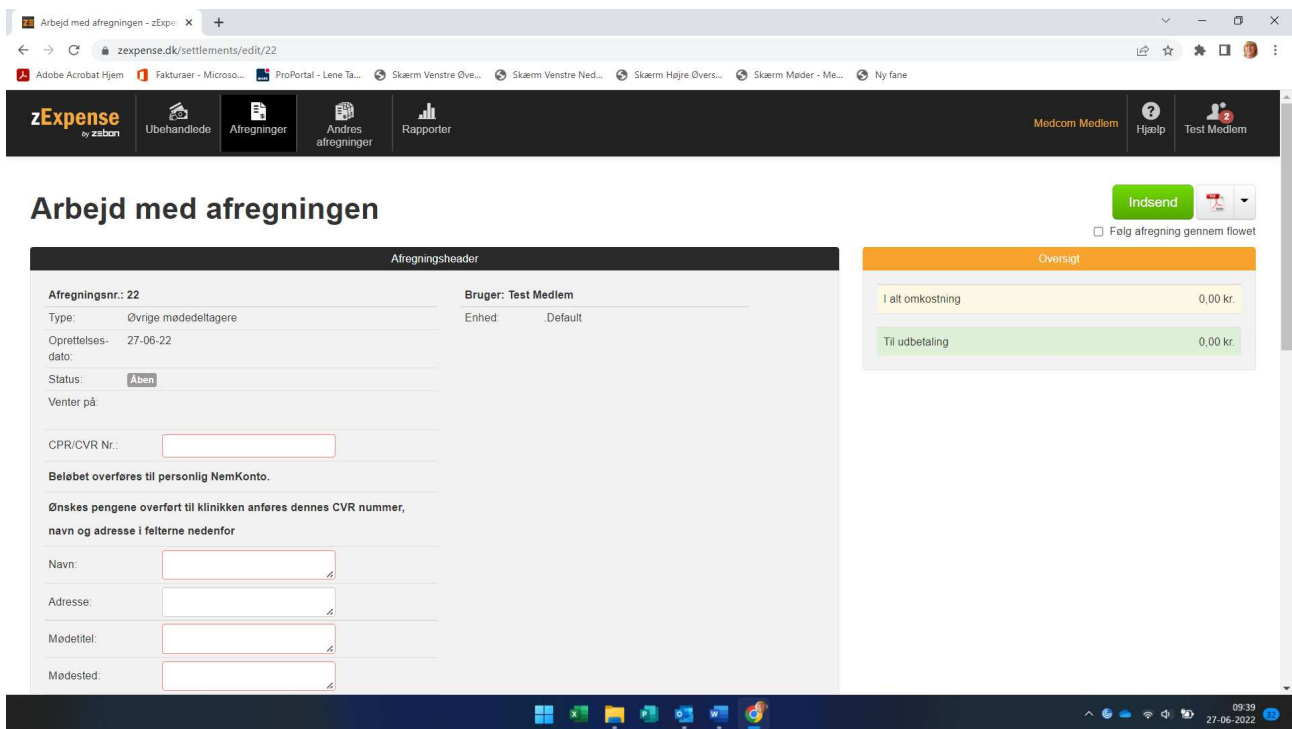 Arbejd med afregningen - zExpe
zexpense.dk/settlements/edit/22
Adobe Acrobat Hjem Fakturaer - Microso... ProPortal - Lene Ta... Skærm Venstre Øve... Skærm Venstre Ned... Skærm Højre Øvers... Skærm Møder - Me... Ny fane
zExpense
by zebon
Ubehandlede
Afregninger
Andres
afregninger
Rapporter
Medcom Medlem
Hjælp
2
Test Medlem
Arbejd med afregningen
Indsend
Følg afregning gennem flowet
Afregningsheader
Afregningsnr.: 22
Type: Øvrige mødedeltagere
Oprettelses-
dato: 27-06-22
Status: Åben
Venter på:
CPR/CVR Nr.:
Beløbet overføres til personlig NemKonto.
Ønskes pengene overført til klinikken anføres dennes CVR nummer,
navn og adresse i felterne nedenfor
Navn:
Adresse:
Mødetitel:
Mødested:
Bruger: Test Medlem
Enhed: .Default
Oversigt
I alt omkostning 0,00 kr.
Til udbetaling 0,00 kr.
09:39
27-06-2022